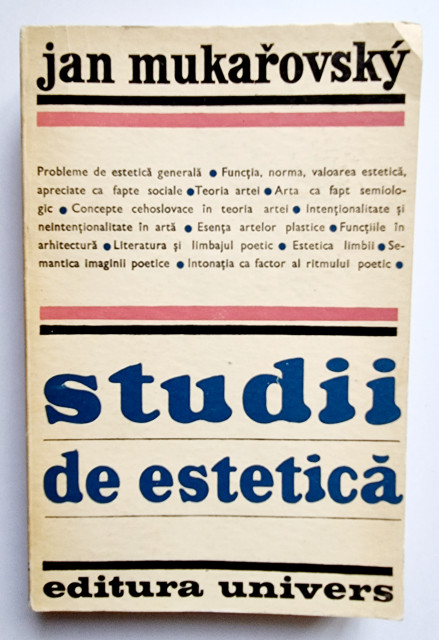 jan mukařovský
Probleme de estetică generală ● Funcția, norma, valoarea estetică,
apreciate ca fapte sociale ● Teoria artei ● Arta ca fapt semiolo-
gic ● Concepte cehoslovace în teoria artei ● Intenționalitate și
neintenționalitate în artă ● Esența artelor plastice ● Funcțiile în
arhitectură ● Literatura și limbajul poetic ● Estetica limbii ● Se-
mantica imaginii poetice ● Intonația ca factor al ritmului poetic ●
studii
de estetică
editura univers